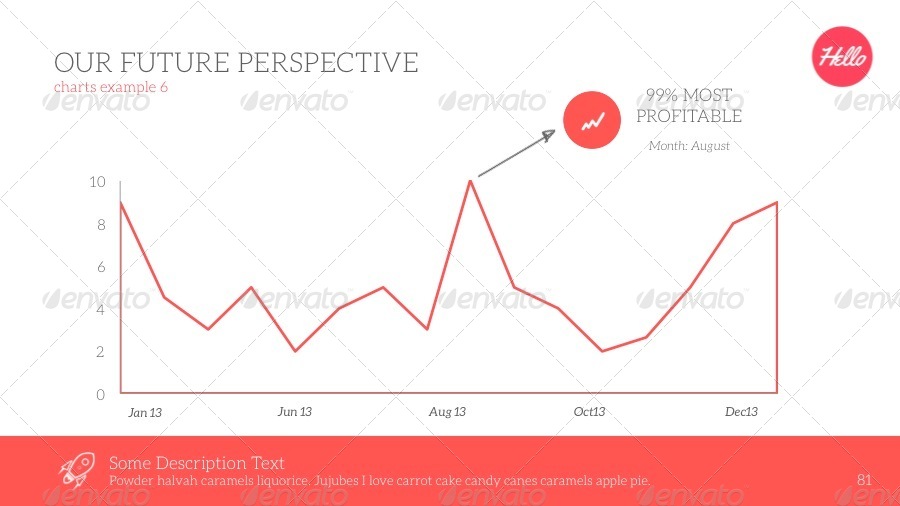 OUR FUTURE PERSPECTIVE
charts example 6
Hello
99% MOST
PROFITABLE
Month: August
10
8
6
4
2
0
Jan 13
Jun 13
Aug 13
Oct13
Dec13
Some Description Text
Powder halvah caramels liquorice. Jujubes I love carrot cake candy canes caramels apple pie.
81
envato envato envato envato envato
envato envato envato envato envato
envato envato envato envato envato